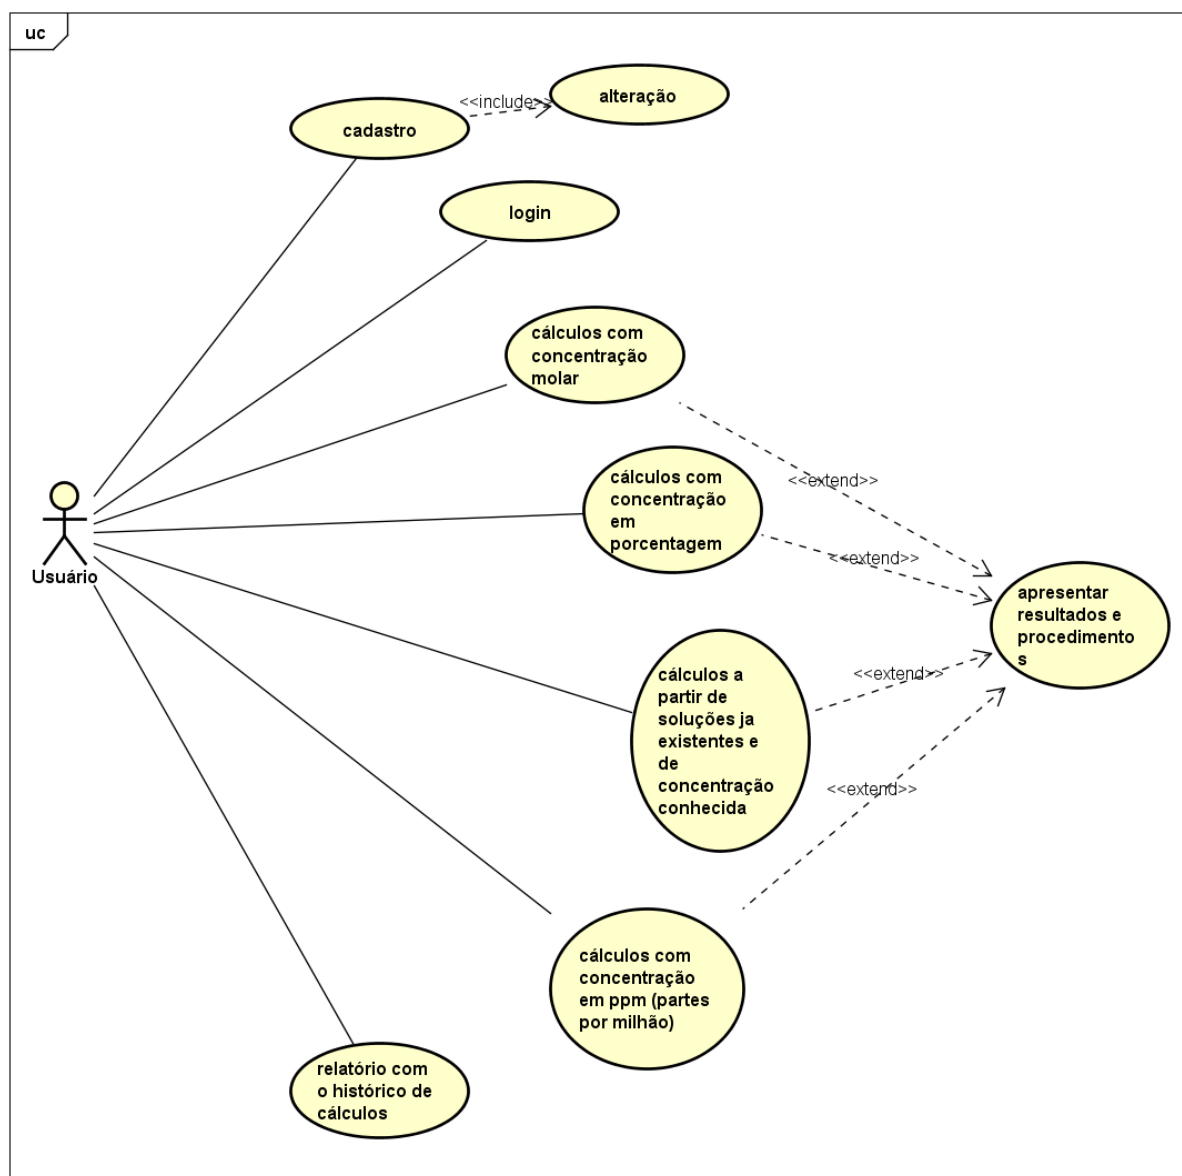 uc
<<include>>
alteração
cadastro
login
cálculos com
concentração
molar
<<extend>>
cálculos com
concentração
em
porcentagem
<<extend>>
Usuário
apresentar
resultados e
procedimento
s
cálculos a
partir de
soluções ja
existentes e
de
concentração
conhecida
<<extend>>
<<extend>>
cálculos com
concentração
em ppm (partes
por milhão)
relatório com
o histórico de
cálculos